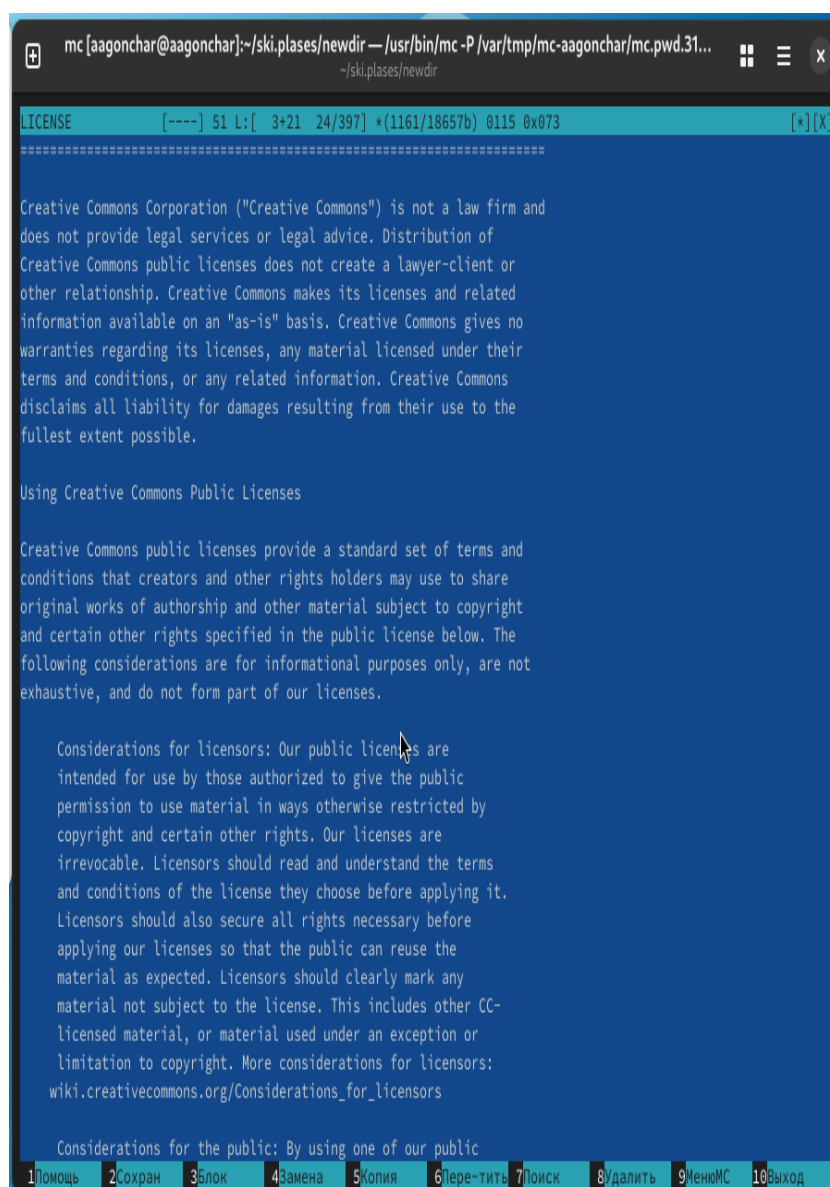 mc [aagonchar@aagonchar]:~/ski.plases/newdir — /usr/bin/mc -P /var/tmp/mc-aagonchar/mc.pwd.31...
~/ski.plases/newdir
LICENSE [----] 51 L:[ 3+21 24/397] *(1161/18657b) 0115 0x073 [*][X]
=======================================================================
Creative Commons Corporation ("Creative Commons") is not a law firm and
does not provide legal services or legal advice. Distribution of
Creative Commons public licenses does not create a lawyer-client or
other relationship. Creative Commons makes its licenses and related
information available on an "as-is" basis. Creative Commons gives no
warranties regarding its licenses, any material licensed under their
terms and conditions, or any related information. Creative Commons
disclaims all liability for damages resulting from their use to the
fullest extent possible.
Using Creative Commons Public Licenses
Creative Commons public licenses provide a standard set of terms and
conditions that creators and other rights holders may use to share
original works of authorship and other material subject to copyright
and certain other rights specified in the public license below. The
following considerations are for informational purposes only, are not
exhaustive, and do not form part of our licenses.
Considerations for licensors: Our public licenses are
intended for use by those authorized to give the public
permission to use material in ways otherwise restricted by
copyright and certain other rights. Our licenses are
irrevocable. Licensors should read and understand the terms
and conditions of the license they choose before applying it.
Licensors should also secure all rights necessary before
applying our licenses so that the public can reuse the
material as expected. Licensors should clearly mark any
material not subject to the license. This includes other CC-
licensed material, or material used under an exception or
limitation to copyright. More considerations for licensors:
wiki.creativecommons.org/Considerations_for_licensors
Considerations for the public: By using one of our public
1Помощь 2Сохран 3Блок 4Замена 5Копия 6Пере~тить 7Поиск 8Удалить 9МенюMC 10Выход